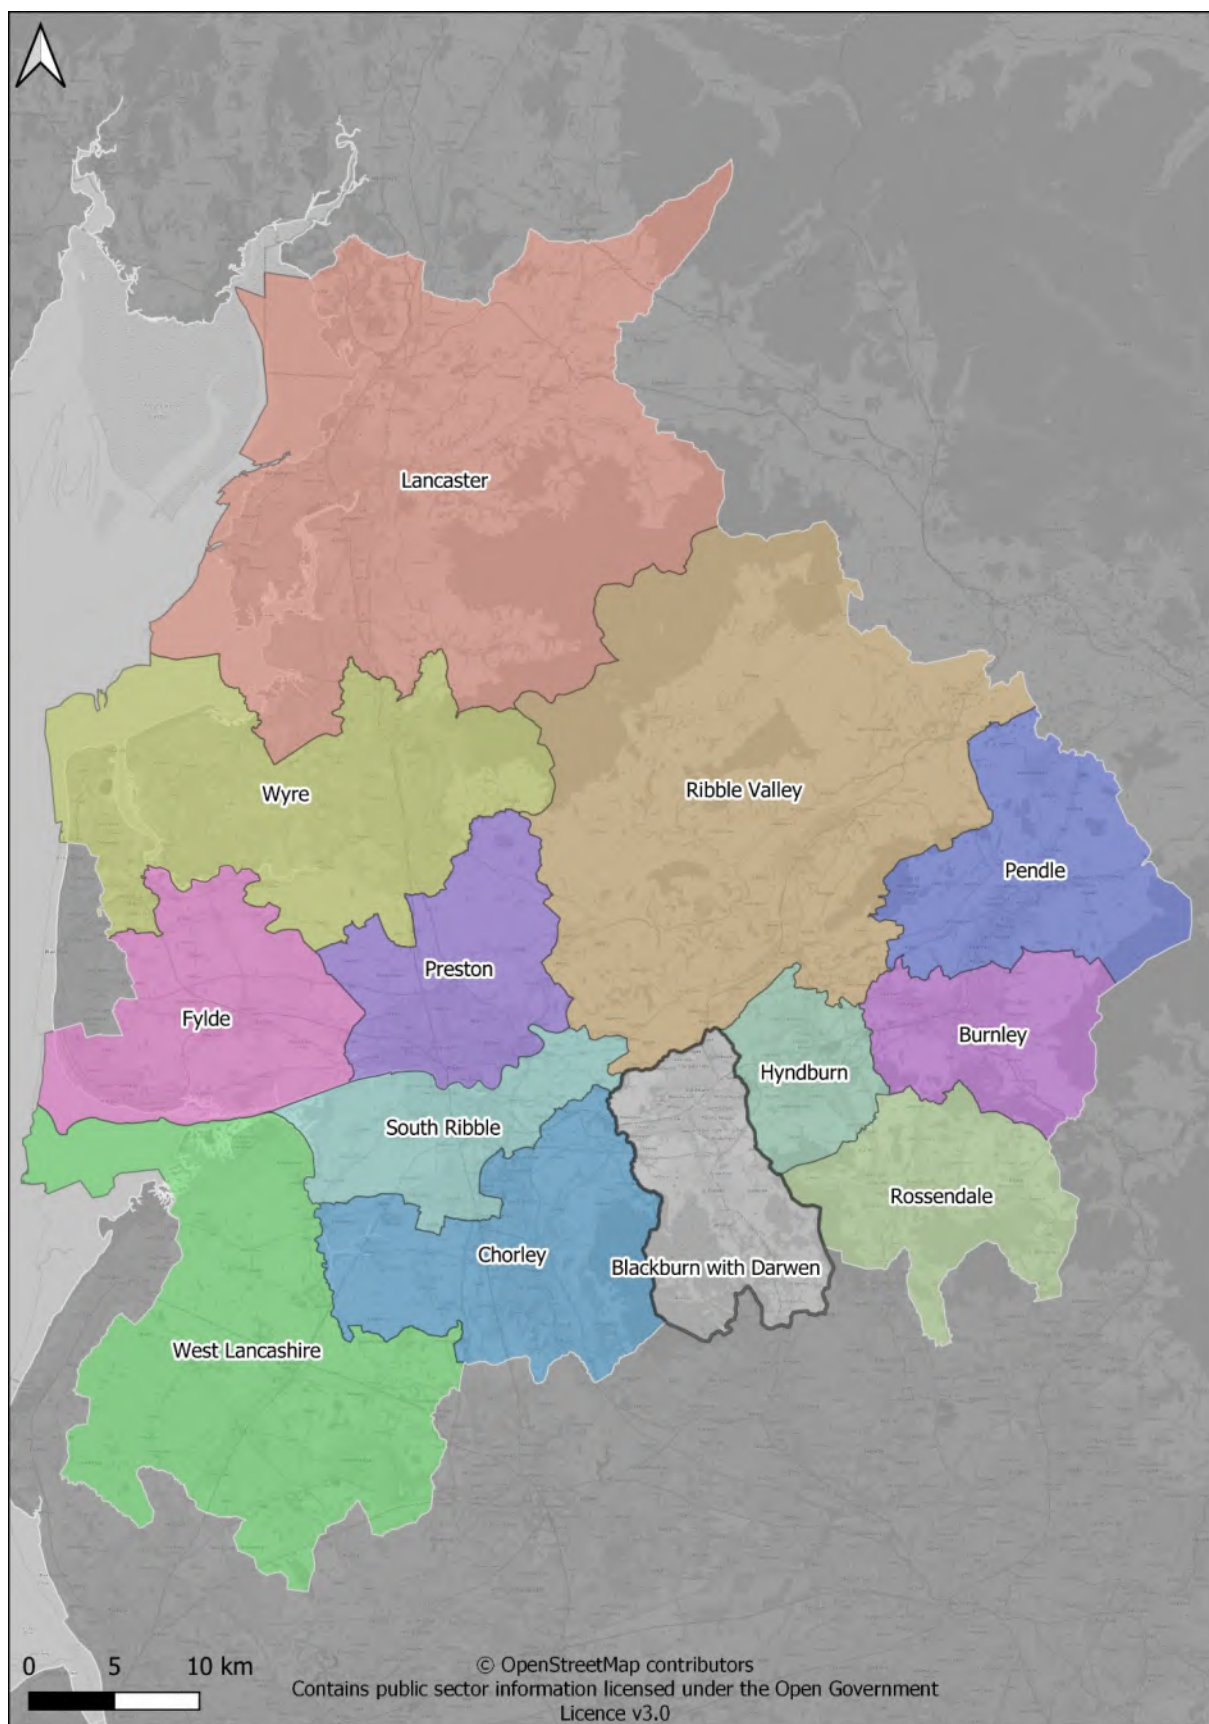 Lancaster
Wyre
Ribble Valley
Pendle
Preston
Fylde
Burnley
Hyndburn
South Ribble
Rossendale
Chorley
Blackburn with Darwen
West Lancashire
0 5 10 km
© OpenStreetMap contributors
Contains public sector information licensed under the Open Government
Licence v3.0